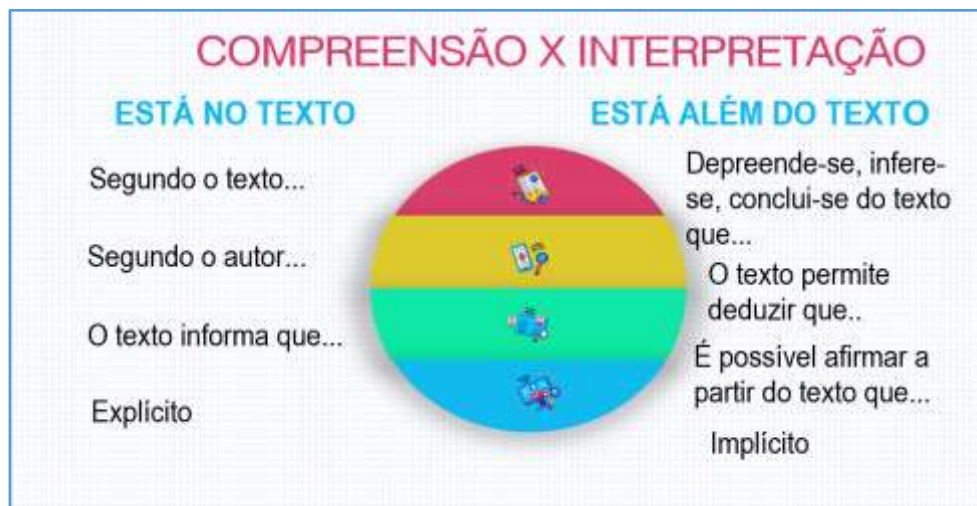 COMPREENSÃO X INTERPRETAÇÃO
ESTÁ NO TEXTO
Segundo o texto...
Segundo o autor...
O texto informa que...
Explícito
ESTÁ ALÉM DO TEXTO
Depreende-se, infere-
se, conclui-se do texto
que...
O texto permite
deduzir que..
É possível afirmar a
partir do texto que...
Implícito